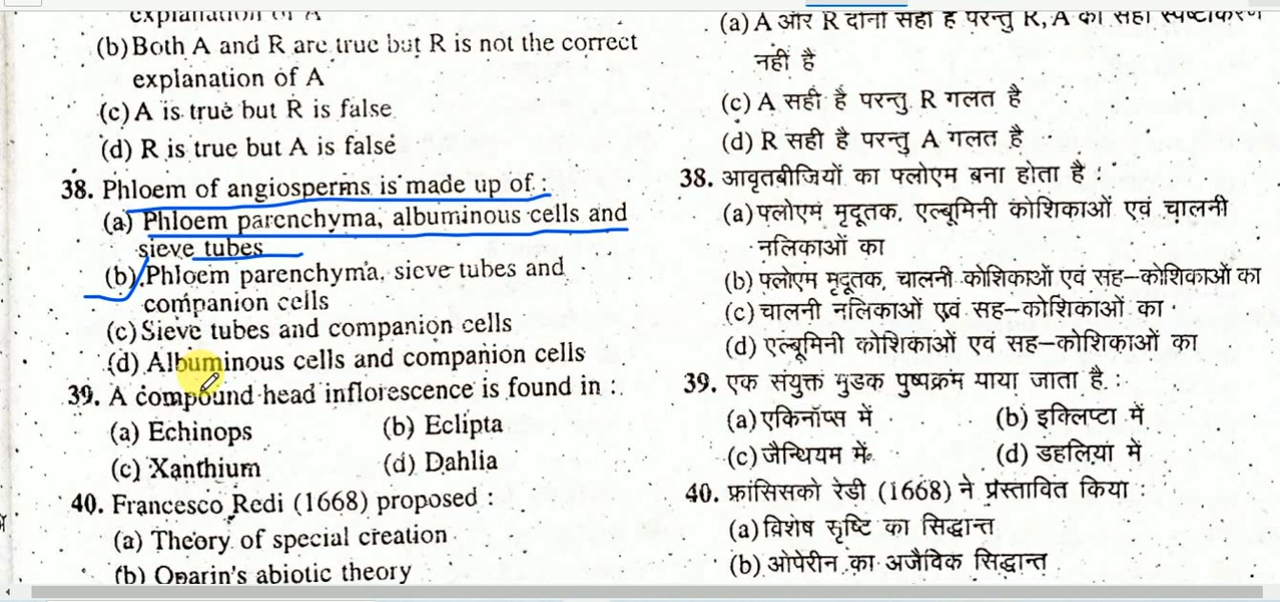 explanation of A
(b) Both A and R are true but R is not the correct
explanation of A
(c) A is true but R is false
(d) R is true but A is false
38. Phloem of angiosperms is made up of :
(a) Phloem parenchyma, albuminous cells and
sieve tubes
(b) Phloem parenchyma, sieve tubes and
companion cells
(c) Sieve tubes and companion cells
(d) Albuminous cells and companion cells
39. A compound head inflorescence is found in :
(a) Echinops (b) Eclipta
(c) Xanthium (d) Dahlia
40. Francesco Redi (1668) proposed :
(a) Theory of special creation
(b) Oparin's abiotic theory
(a) A और R दोनों सही है परन्तु R, A का सही स्पष्टीकरण
नहीं है
(c) A सही है परन्तु R गलत है
(d) R सही है परन्तु A गलत है
38. आवृतबीजियों का फ्लोएम बना होता है :
(a) फ्लोएम मृदूतक, एल्बूमिनी कोशिकाओं एवं चालनी
नलिकाओं का
(b) फ्लोएम मृदूतक, चालनी कोशिकाओं एवं सह-कोशिकाओं का
(c) चालनी नलिकाओं एवं सह-कोशिकाओं का
(d) एल्बूमिनी कोशिकाओं एवं सह-कोशिकाओं का
39. एक संयुक्त मुडक पुष्पक्रम पाया जाता है :
(a) एकिनॉप्स में (b) इक्लिप्टा में
(c) जैन्थियम में (d) डहलिया में
40. फ्रांसिसको रेडी (1668) ने प्रस्तावित किया :
(a) विशेष सृष्टि का सिद्धान्त
(b) ओपेरीन का अजैविक सिद्धान्त